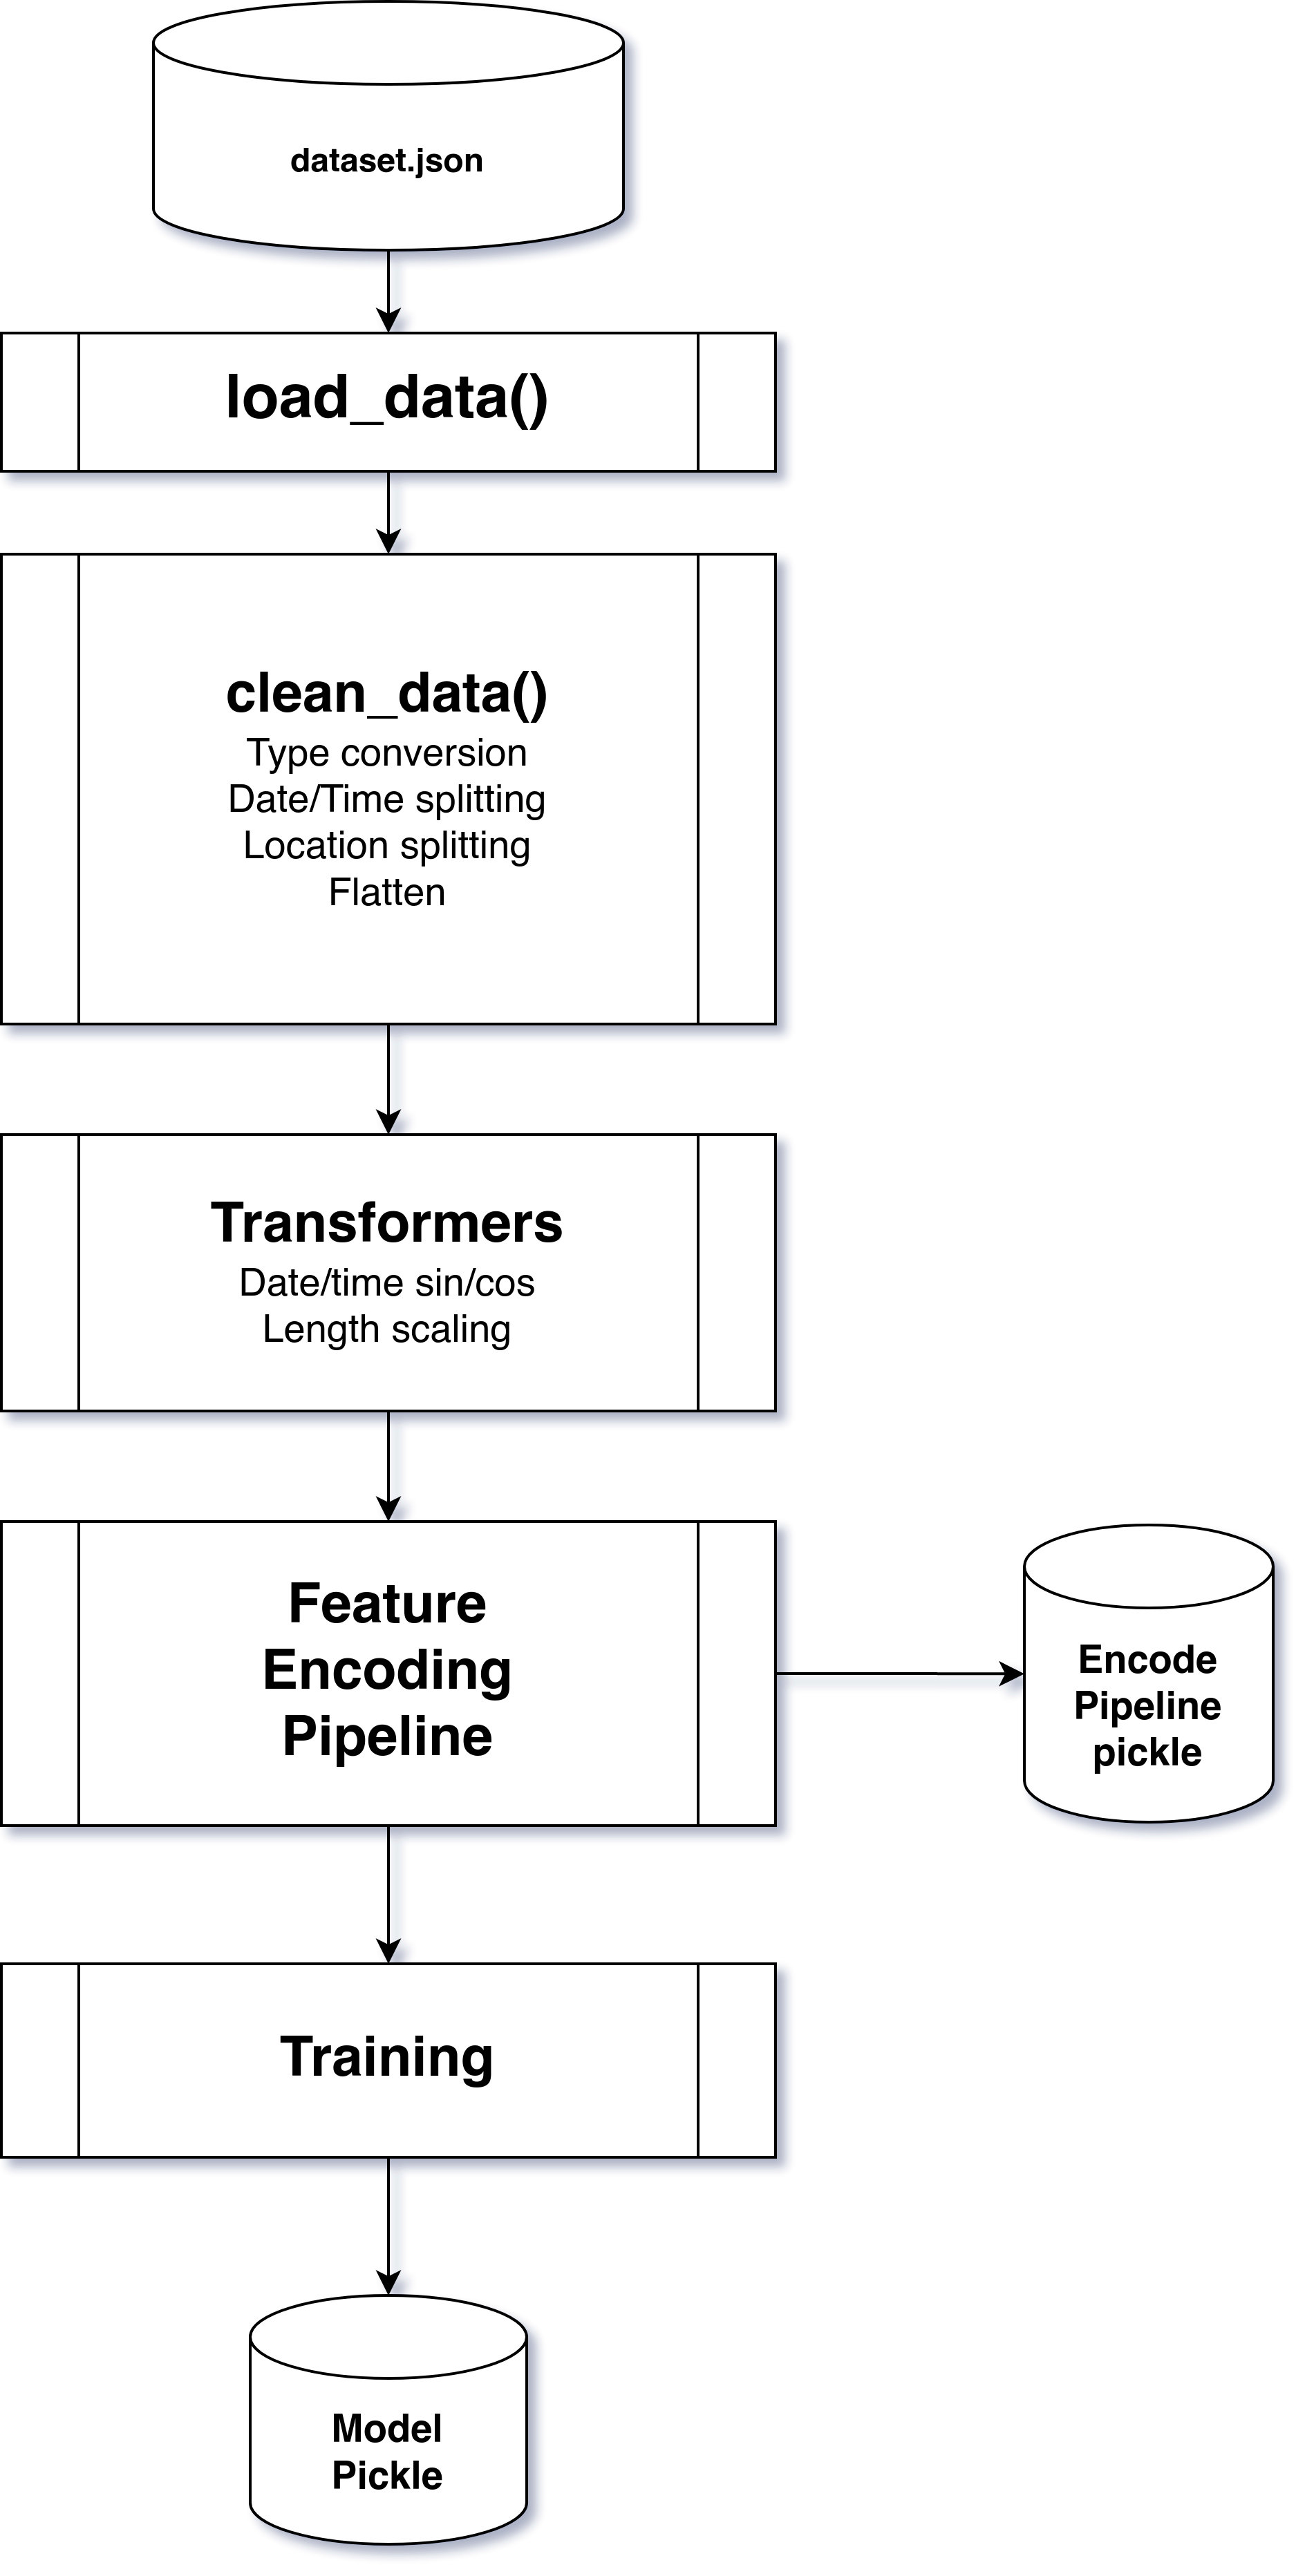 dataset.json
load_data()
clean_data()
Type conversion
Date/Time splitting
Location splitting
Flatten
Transformers
Date/time sin/cos
Length scaling
Feature
Encoding
Pipeline
Encode
Pipeline
pickle
Training
Model
Pickle